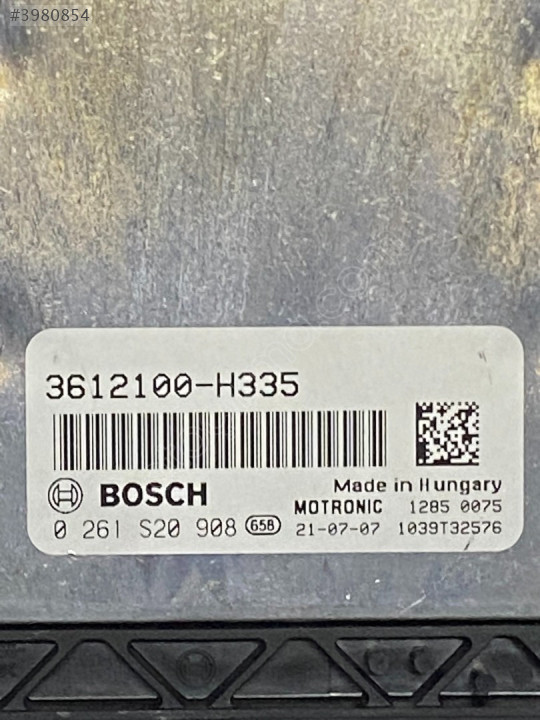 #3980854
3612100-H335
BOSCH
Made in Hungary
MOTRONIC 1285 0075
0 261 S20 908 658 21-07-07 1039T32576